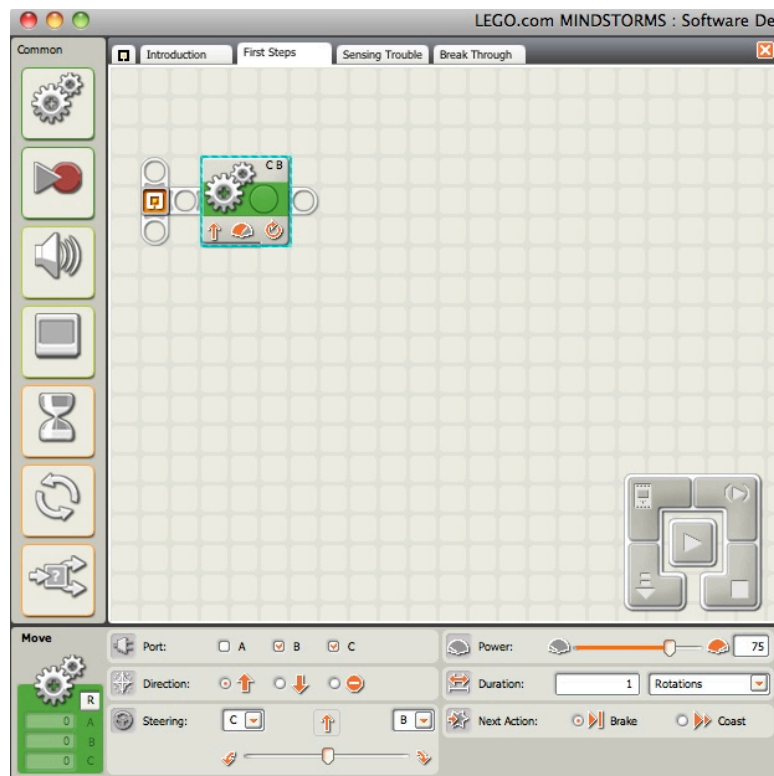 LEGO.com MINDSTORMS : Software De
Common
Introduction
First Steps
Sensing Trouble
Break Through
C B
Move
R
0 A
0 B
0 C
Port: A B C
Direction:
Steering: C B
Power: 75
Duration: 1 Rotations
Next Action: Brake Coast